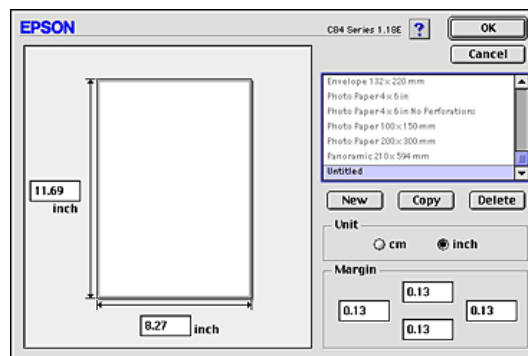 EPSON
C84 Series 1.18E
?
OK
Cancel
Envelope 132×220 mm
Photo Paper 4×6 in
Photo Paper 4×6 in No Perforations
Photo Paper 100×150 mm
Photo Paper 200×300 mm
Panoramic 210×594 mm
Untitled
New
Copy
Delete
Unit
cm
inch
Margin
0.13
0.13
0.13
0.13
11.69
inch
8.27 inch